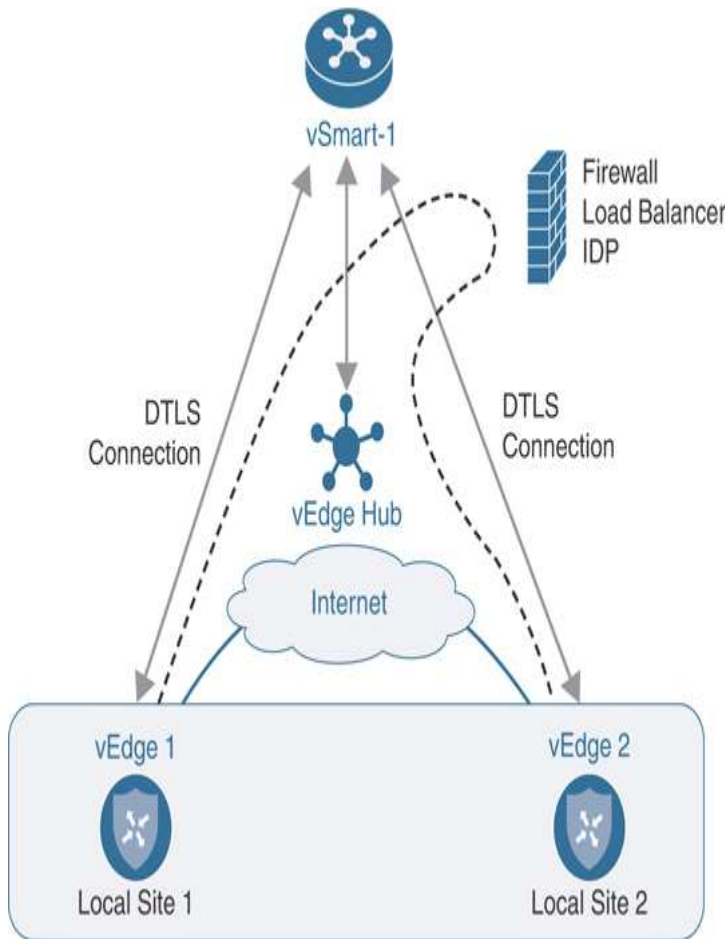 vSmart-1
Firewall
Load Balancer
IDP
DTLS
Connection
DTLS
Connection
vEdge Hub
Internet
vEdge 1
vEdge 2
Local Site 1
Local Site 2